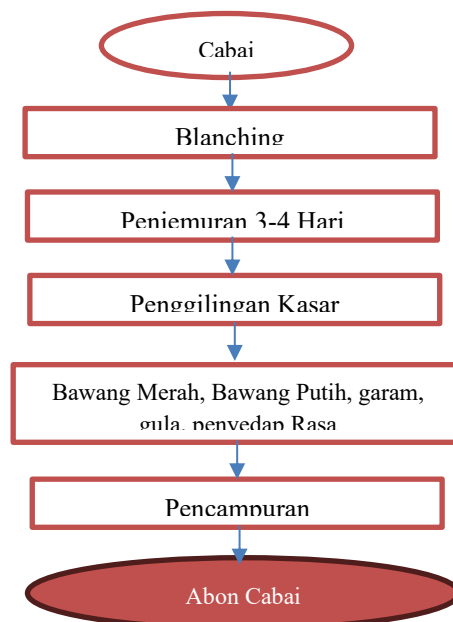 Cabai
Blanching
Penjemuran 3-4 Hari
Penggilingan Kasar
Bawang Merah, Bawang Putih, garam,
gula, penyedap Rasa
Pencampuran
Abon Cabai